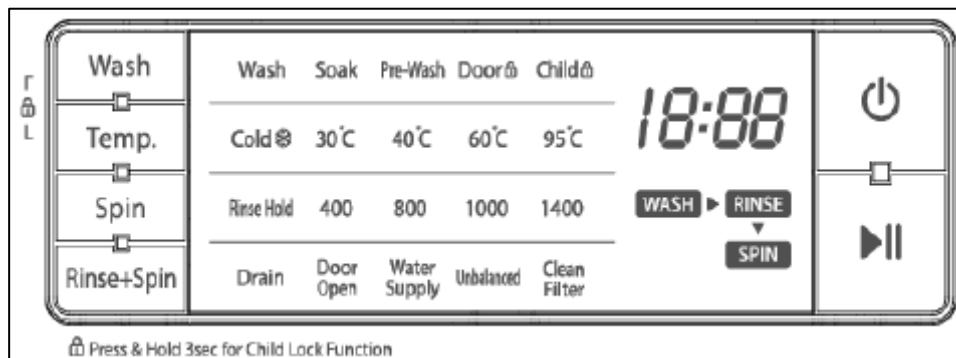 Wash
Temp.
Spin
Rinse+Spin
Wash Soak Pre-Wash Door Child
Cold 30°C 40°C 60°C 95°C
Rinse Hold 400 800 1000 1400
Drain Door Open Water Supply Unbalanced Clean Filter
18:88
WASH ▶ RINSE
▼
SPIN
Press & Hold 3sec for Child Lock Function